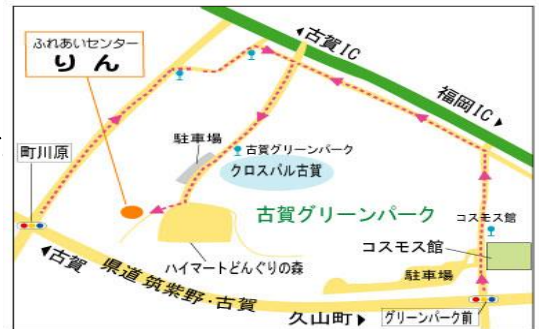 ふれあいセンター
りん
◀古賀IC
福岡IC▶
駐車場
古賀グリーンパーク
クロスパル古賀
町川原
古賀グリーンパーク
コスモス館
コスモス館
ハイマートどんぐりの森
駐車場
◀古賀 県道 筑紫野・古賀
久山町▶
グリーンパーク前